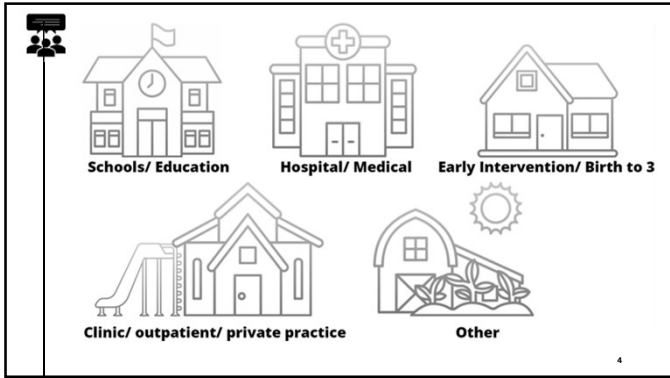 Schools/ Education
Hospital/ Medical
Early Intervention/ Birth to 3
Clinic/ outpatient/ private practice
Other
4